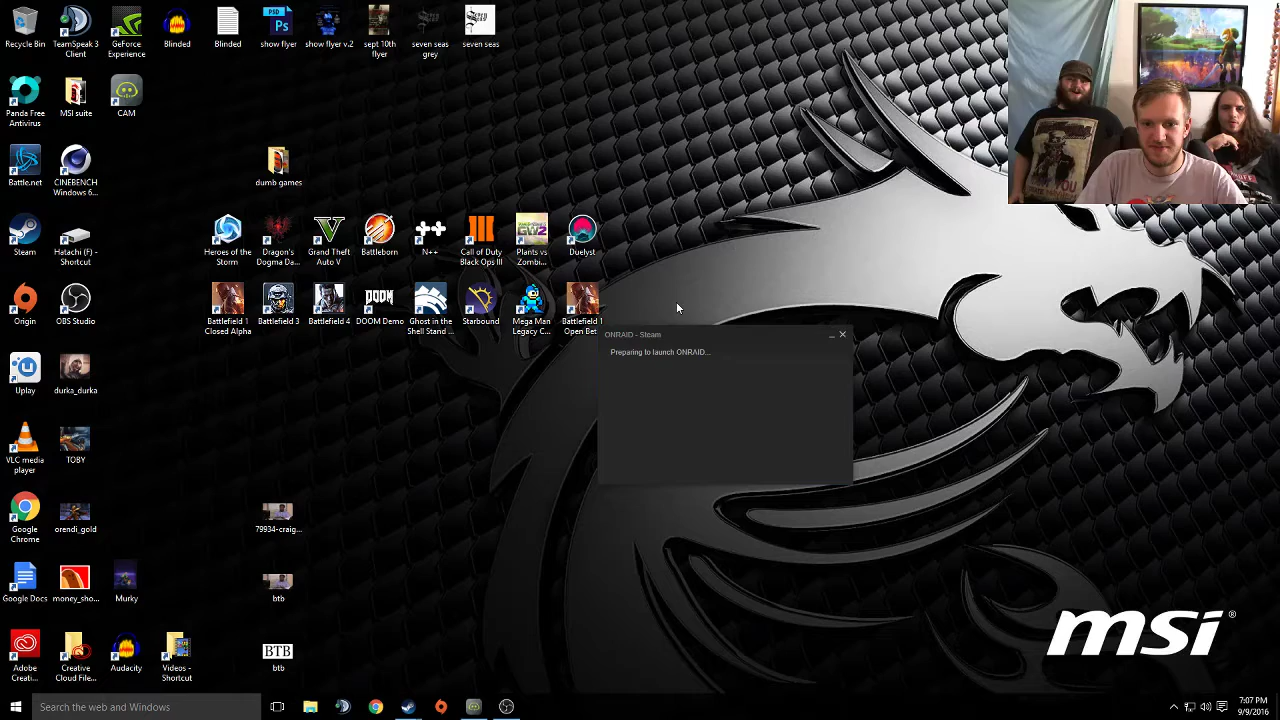 Recycle Bin
TeamSpeak 3
Client
GeForce
Experience
Blinded
Blinded
show flyer
show flyer v.2
sept 10th
flyer
seven seas
grey
seven seas
Panda Free
Antivirus
MSI suite
CAM
Battle.net
CINEBENCH
Windows 6...
dumb games
Steam
Hatachi (F) -
Shortcut
Heroes of the
Storm
Dragon's
Dogma Da...
Grand Theft
Auto V
Battleborn
N++
Call of Duty
Black Ops III
Plants vs
Zombi...
Duelyst
Origin
OBS Studio
Battlefield 1
Closed Alpha
Battlefield 3
Battlefield 4
DOOM
DOOM Demo
Ghost in the
Shell Stand ...
Starbound
Mega Man
Legacy C...
Battlefield 1
Open Bet
ONRAID - Steam
Preparing to launch ONRAID...
Uplay
durka_durka
VLC media
player
TOBY
Google
Chrome
orendi_gold
79934-craig...
Google Docs
money_sho...
Murky
btb
Adobe
Creati...
Creative
Cloud File...
Audacity
Videos -
Shortcut
BTB
btb
msi®
Search the web and Windows
7:07 PM
9/9/2016